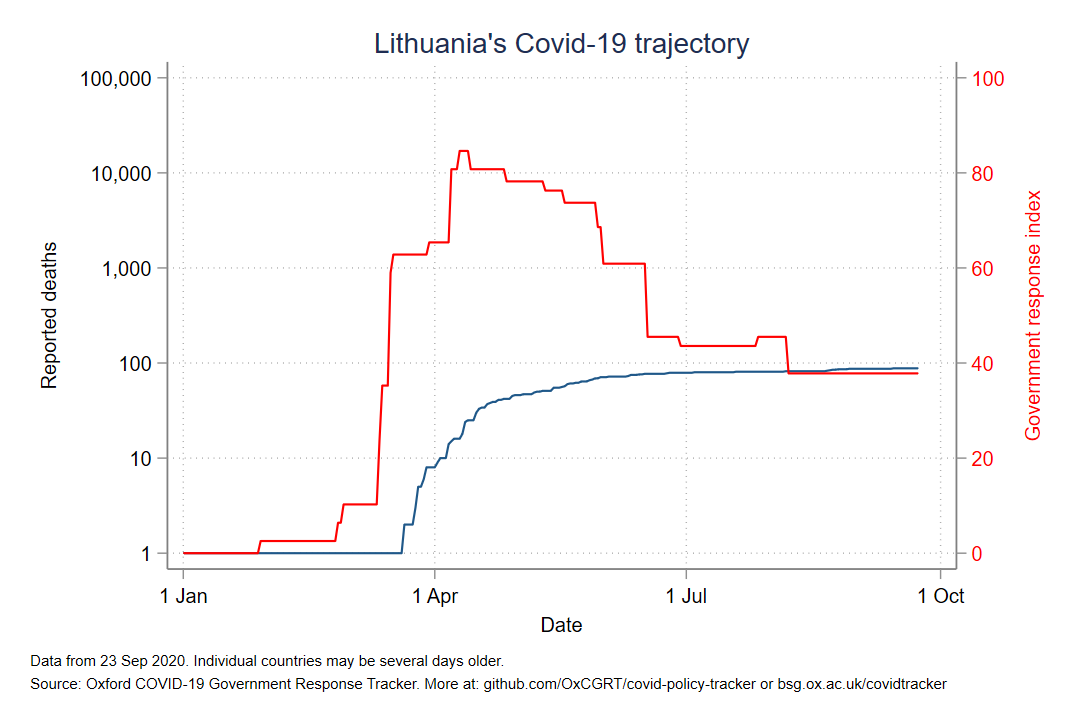 Lithuania's Covid-19 trajectory
100,000
10,000
1,000
100
10
1
Reported deaths
100
80
60
40
20
0
Government response index
1 Jan
1 Apr
1 Jul
1 Oct
Date
Data from 23 Sep 2020. Individual countries may be several days older.
Source: Oxford COVID-19 Government Response Tracker. More at: github.com/OxCGRT/covid-policy-tracker or bsg.ox.ac.uk/covidtracker